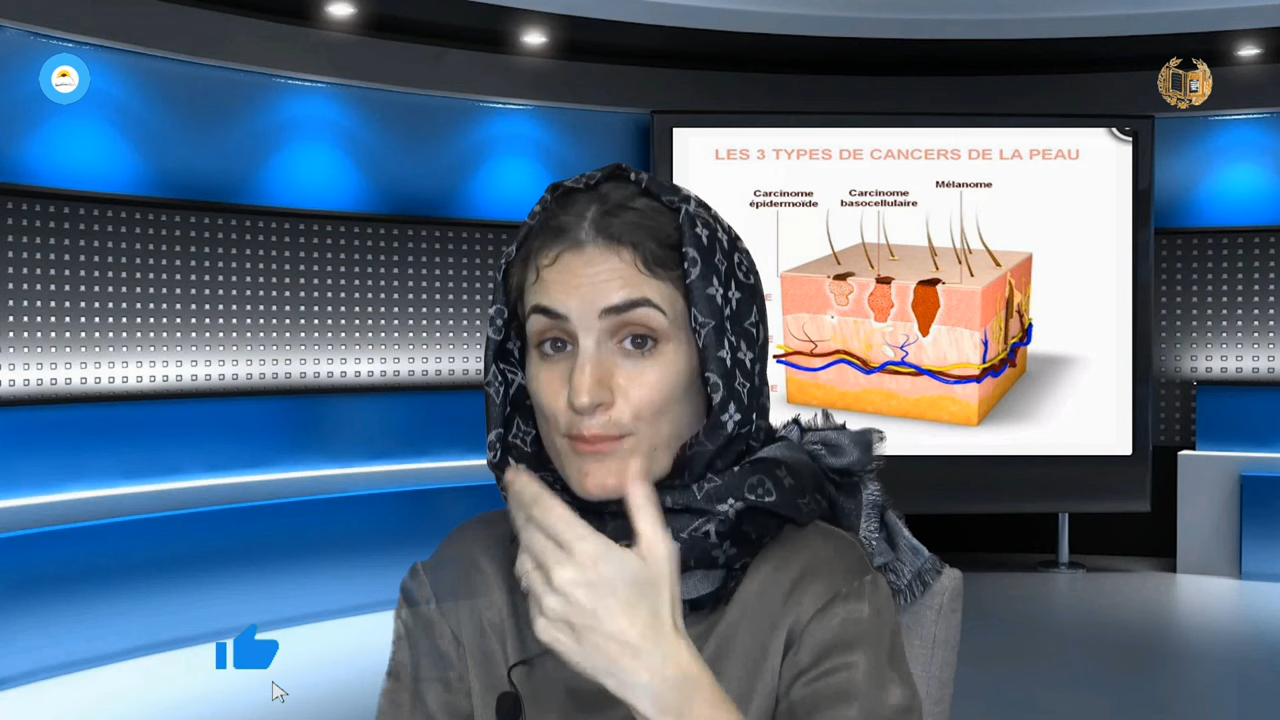 LES 3 TYPES DE CANCERS DE LA PEAU
Mélanome
Carcinome
épidermoïde
Carcinome
basocellulaire
E
E
E